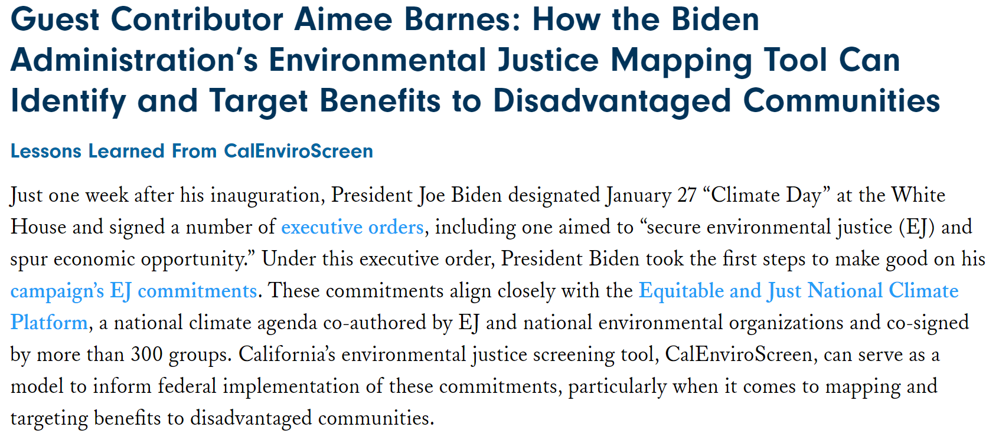 Guest Contributor Aimee Barnes: How the Biden
Administration’s Environmental Justice Mapping Tool Can
Identify and Target Benefits to Disadvantaged Communities
Lessons Learned From CalEnviroScreen
Just one week after his inauguration, President Joe Biden designated January 27 “Climate Day” at the White
House and signed a number of executive orders, including one aimed to “secure environmental justice (EJ) and
spur economic opportunity.” Under this executive order, President Biden took the first steps to make good on his
campaign’s EJ commitments. These commitments align closely with the Equitable and Just National Climate
Platform, a national climate agenda co-authored by EJ and national environmental organizations and co-signed
by more than 300 groups. California’s environmental justice screening tool, CalEnviroScreen, can serve as a
model to inform federal implementation of these commitments, particularly when it comes to mapping and
targeting benefits to disadvantaged communities.